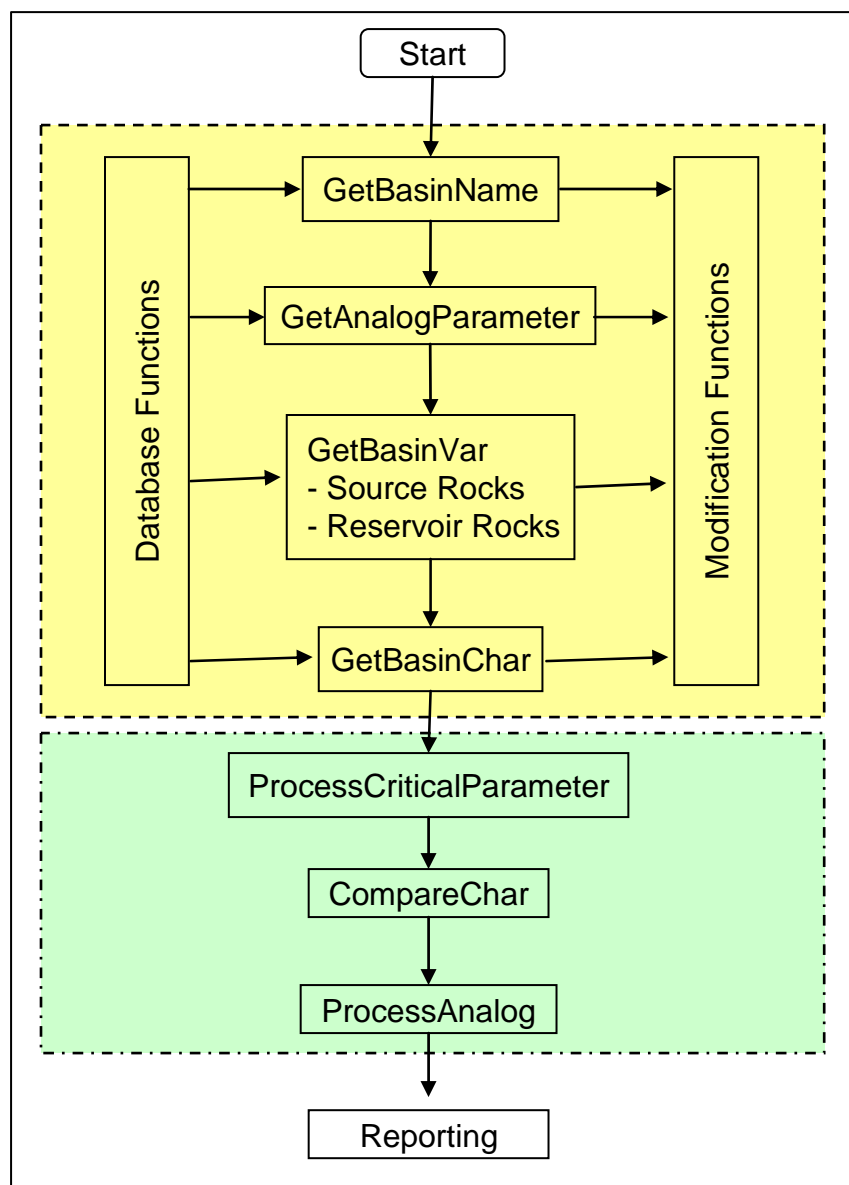 Start
Database Functions
GetBasinName
Modification Functions
GetAnalogParameter
GetBasinVar
- Source Rocks
- Reservoir Rocks
GetBasinChar
ProcessCriticalParameter
CompareChar
ProcessAnalog
Reporting